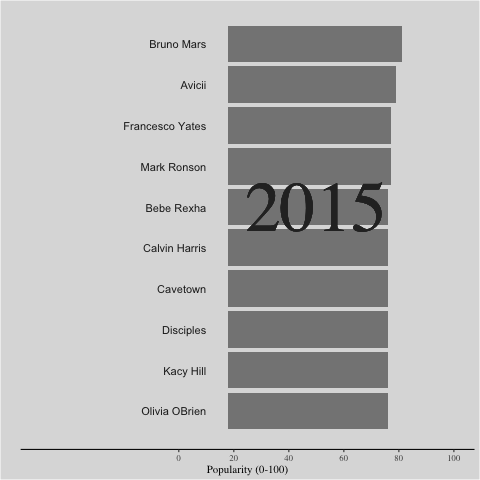 Bruno Mars
Avicii
Francesco Yates
Mark Ronson
Bebe Rexha
2015
Calvin Harris
Cavetown
Disciples
Kacy Hill
Olivia OBrien
0 20 40 60 80 100
Popularity (0-100)